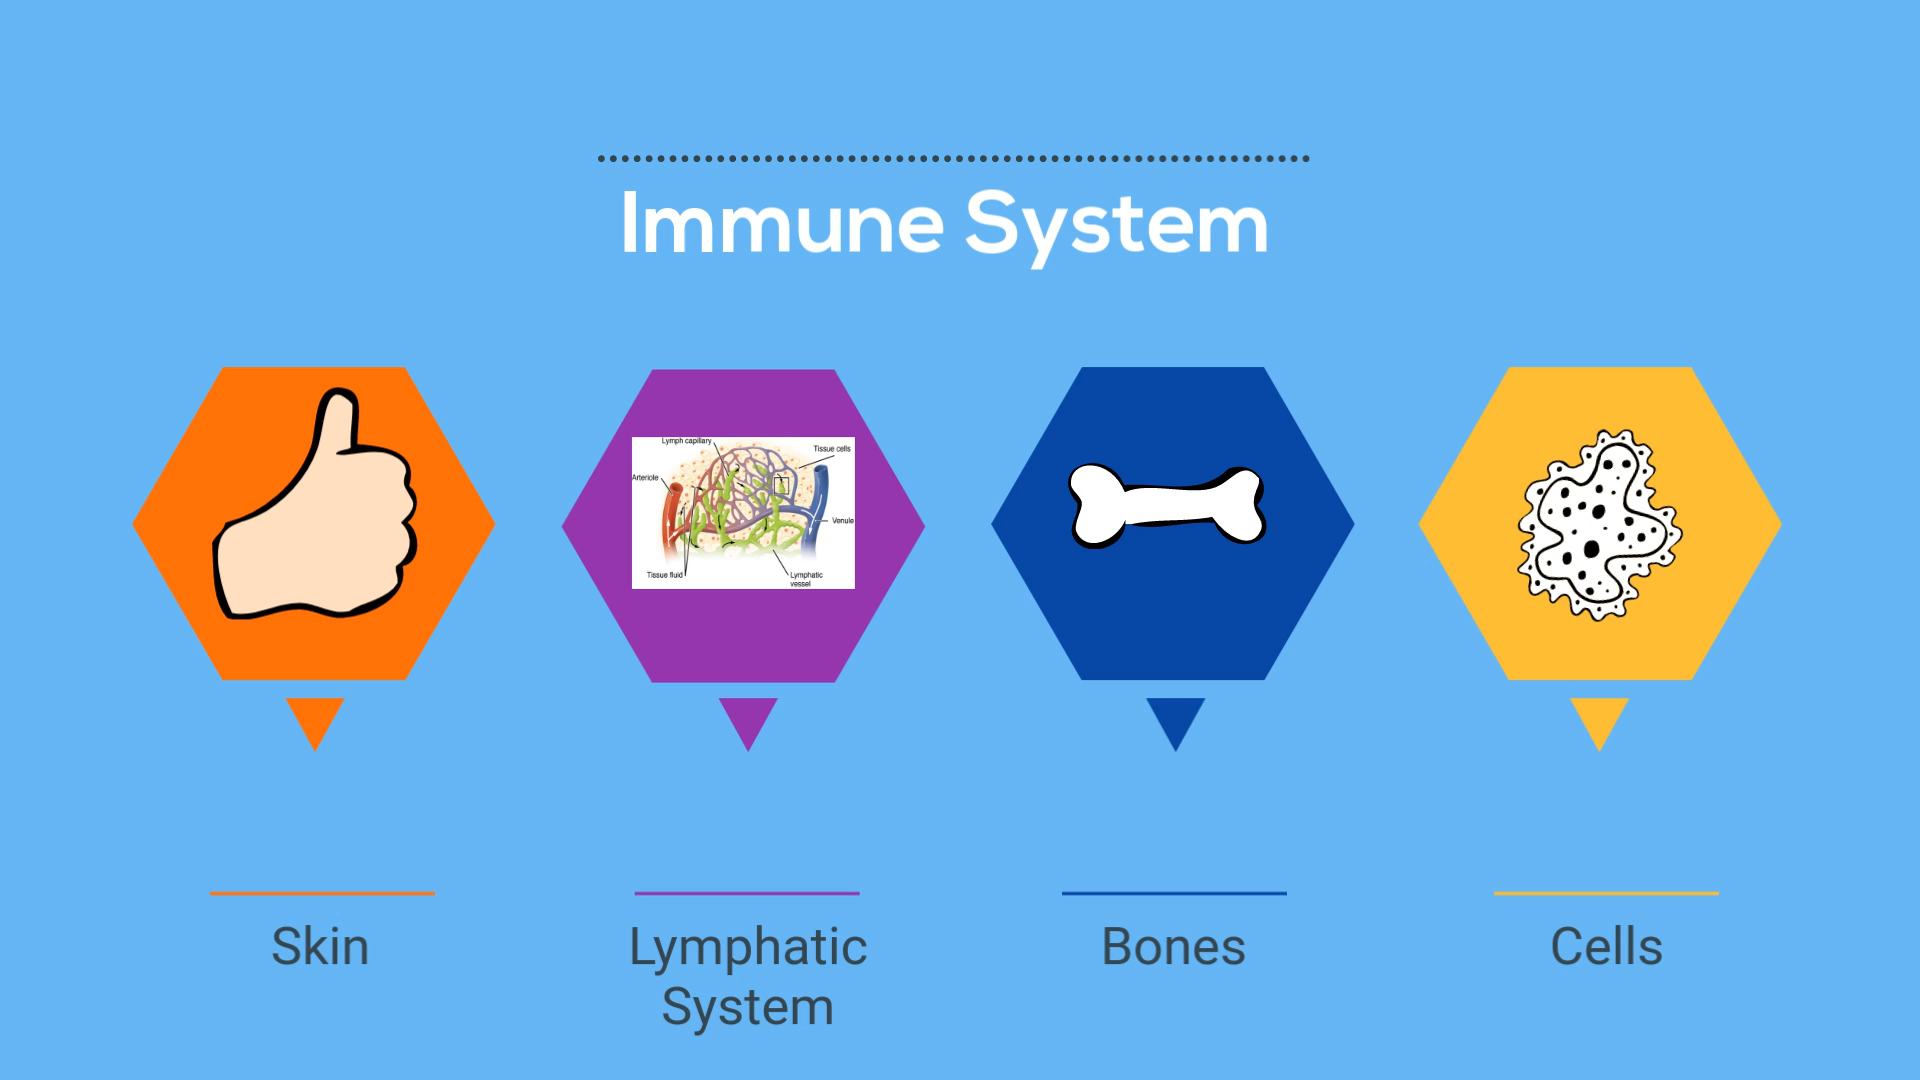 Immune System
Lymph capillary
Tissue cells
Arteriole
Venule
Tissue fluid
Lymphatic
vessel
Skin
Lymphatic
System
Bones
Cells